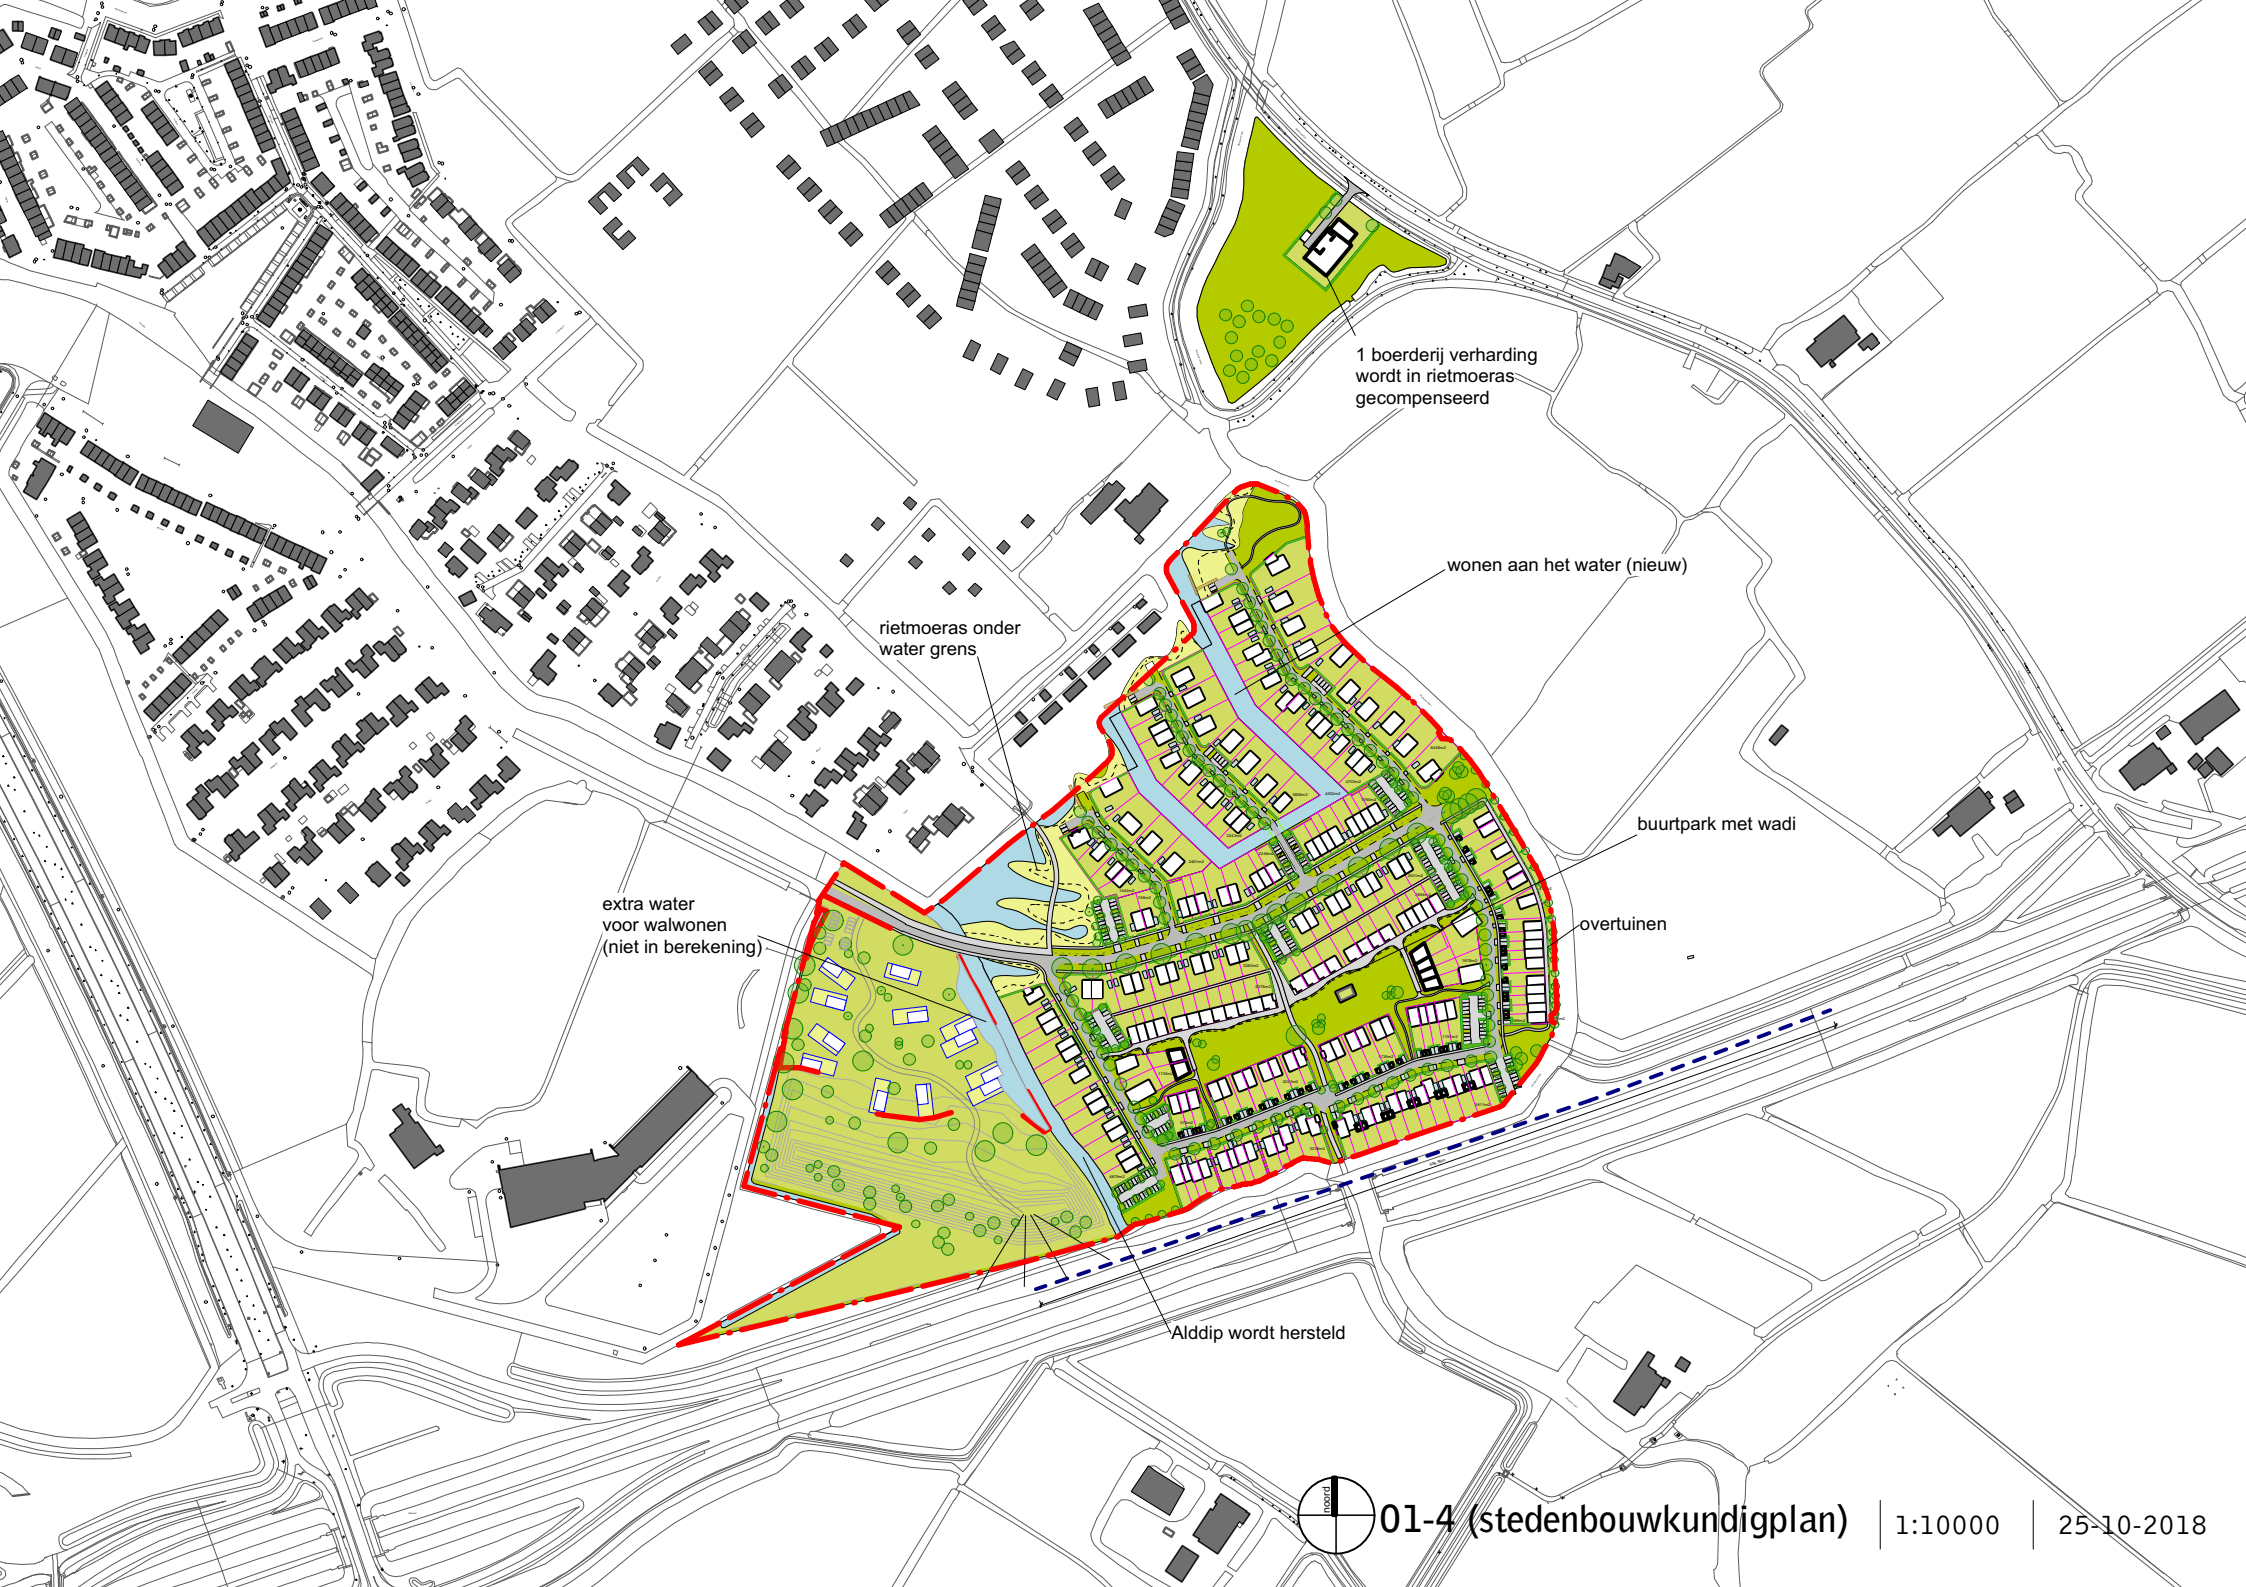 1 boerderij verharding
wordt in rietmoeras
gecompenseerd
wonen aan het water (nieuw)
rietmoeras onder
water grens
buurtpark met wadi
extra water
voor walwonen
(niet in berekening)
overtuinen
Alddip wordt hersteld
noord
01-4 (stedenbouwkundigplan)
1:10000
25-10-2018